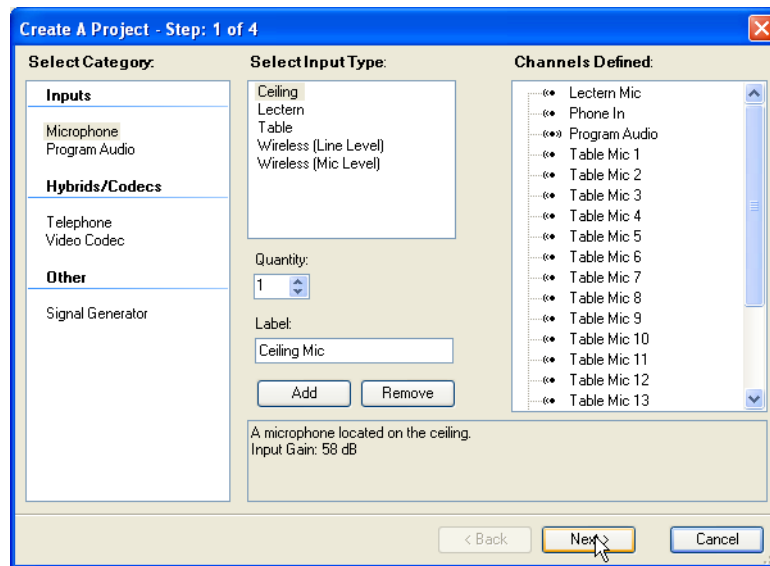 Create A Project - Step: 1 of 4
Select Category:
Inputs
Microphone
Program Audio
Hybrids/Codecs
Telephone
Video Codec
Other
Signal Generator
Select Input Type:
Ceiling
Lectern
Table
Wireless (Line Level)
Wireless (Mic Level)
Quantity:
1
Label:
Ceiling Mic
Add
Remove
Channels Defined:
Lectern Mic
Phone In
Program Audio
Table Mic 1
Table Mic 2
Table Mic 3
Table Mic 4
Table Mic 5
Table Mic 6
Table Mic 7
Table Mic 8
Table Mic 9
Table Mic 10
Table Mic 11
Table Mic 12
Table Mic 13
A microphone located on the ceiling.
Input Gain: 58 dB
< Back
Next >
Cancel